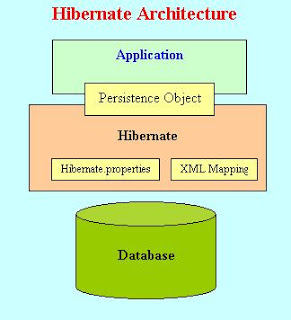 Hibernate Architecture
Application
Persistence Object
Hibernate
Hibernate.properties
XML Mapping
Database